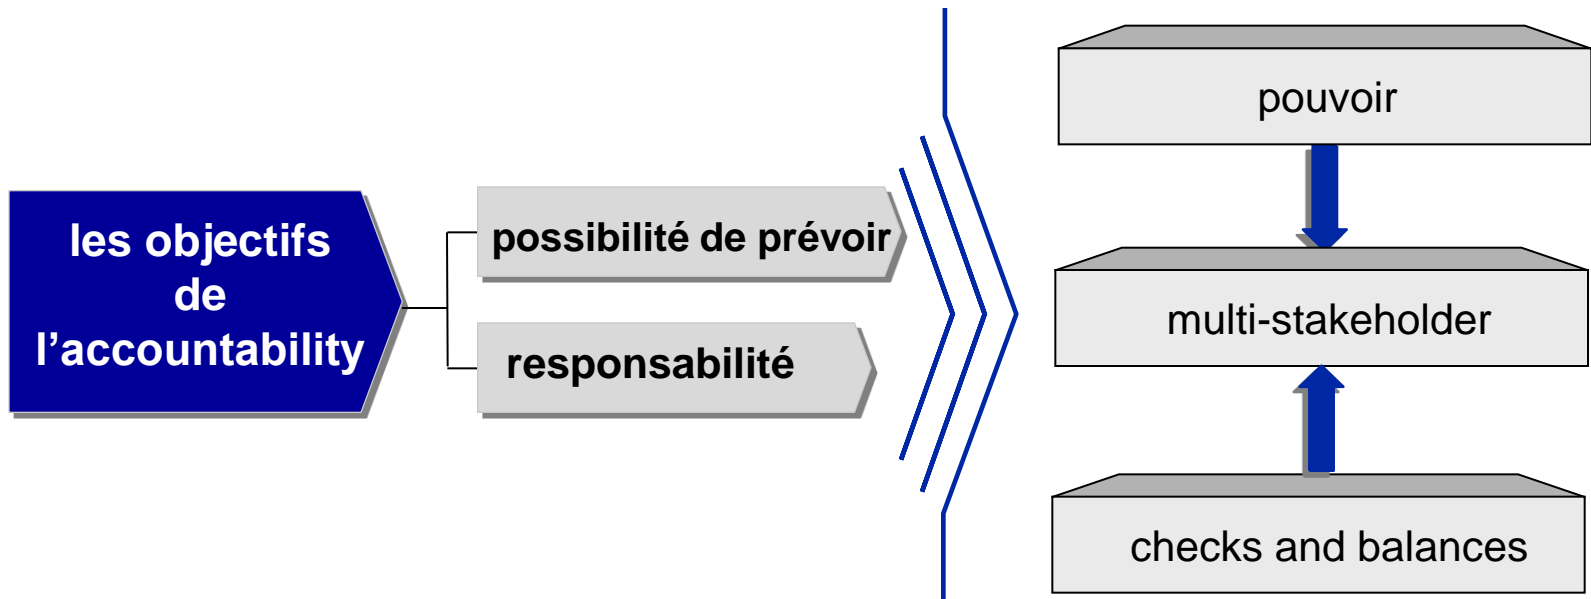 les objectifs
de
l’accountability
possibilité de prévoir
responsabilité
pouvoir
multi-stakeholder
checks and balances